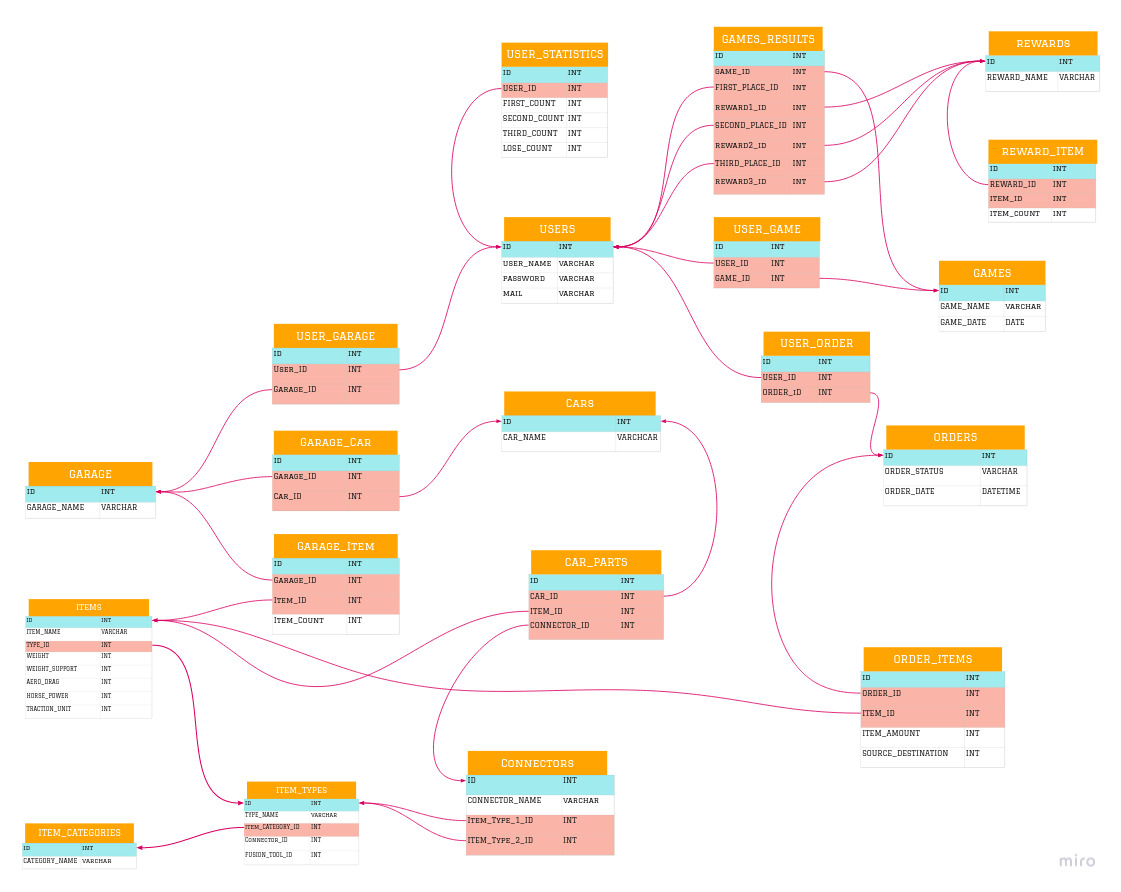 USER_STATISTICS
ID INT
USER_ID INT
FIRST_COUNT INT
SECOND_COUNT INT
THIRD_COUNT INT
LOSE_COUNT INT
GAMES_RESULTS
ID INT
GAME_ID INT
FIRST_PLACE_ID INT
REWARD1_ID INT
SECOND_PLACE_ID INT
REWARD2_ID INT
THIRD_PLACE_ID INT
REWARD3_ID INT
REWARDS
ID INT
REWARD_NAME VARCHAR
REWARD_ITEM
ID INT
REWARD_ID INT
ITEM_ID INT
ITEM_COUNT INT
USERS
ID INT
USER_NAME VARCHAR
PASSWORD VARCHAR
MAIL VARCHAR
USER_GAME
ID INT
USER_ID INT
GAME_ID INT
GAMES
ID INT
GAME_NAME VARCHAR
GAME_DATE DATE
USER_GARAGE
ID INT
User_ID INT
GARAGE_ID INT
USER_ORDER
ID INT
USER_ID INT
ORDER_ID INT
Cars
ID INT
CAR_NAME VARCHCAR
Garage_Car
ID INT
GARAGE_ID INT
Car_ID INT
ORDERS
ID INT
ORDER_STATUS VARCHAR
ORDER_DATE DATETIME
GARAGE
ID INT
GARAGE_NAME VARCHAR
Garage_Item
ID INT
GARAGE_ID INT
Item_ID INT
Item_Count INT
CAR_PARTS
ID INT
CAR_ID INT
ITEM_ID INT
CONNECTOR_ID INT
ITEMS
ID INT
ITEM_NAME VARCHAR
TYPE_ID INT
WEIGHT INT
WEIGHT_SUPPORT INT
AERO_DRAG INT
HORSE_POWER INT
TRACTION_UNIT INT
ORDER_ITEMS
ID INT
ORDER_ID INT
ITEM_ID INT
ITEM_AMOUNT INT
SOURCE_DESTINATION INT
Connectors
ID INT
CONNECTOR_NAME VARCHAR
Item_Type_1_ID INT
Item_Type_2_ID INT
ITEM_TYPES
ID INT
TYPE_NAME VARCHAR
ITEM_CATEGORY_ID INT
Connector_ID INT
FUSION_TOOL_ID INT
ITEM_CATEGORIES
ID INT
CATEGORY_NAME VARCHAR
miro